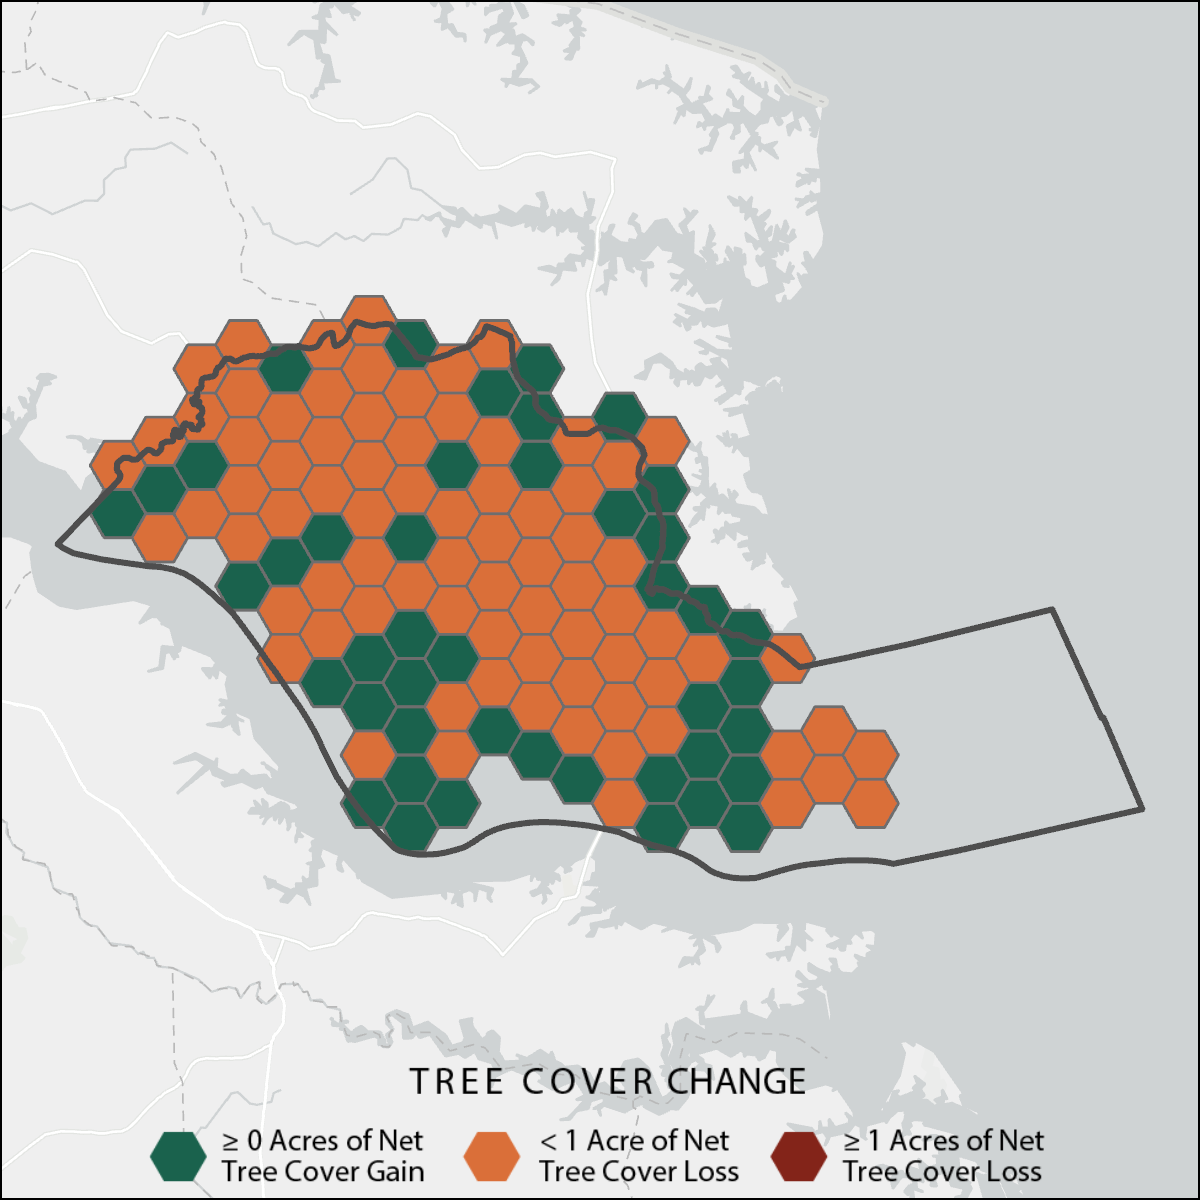 TREE COVER CHANGE
≥ 0 Acres of Net
Tree Cover Gain
< 1 Acre of Net
Tree Cover Loss
≥ 1 Acres of Net
Tree Cover Loss